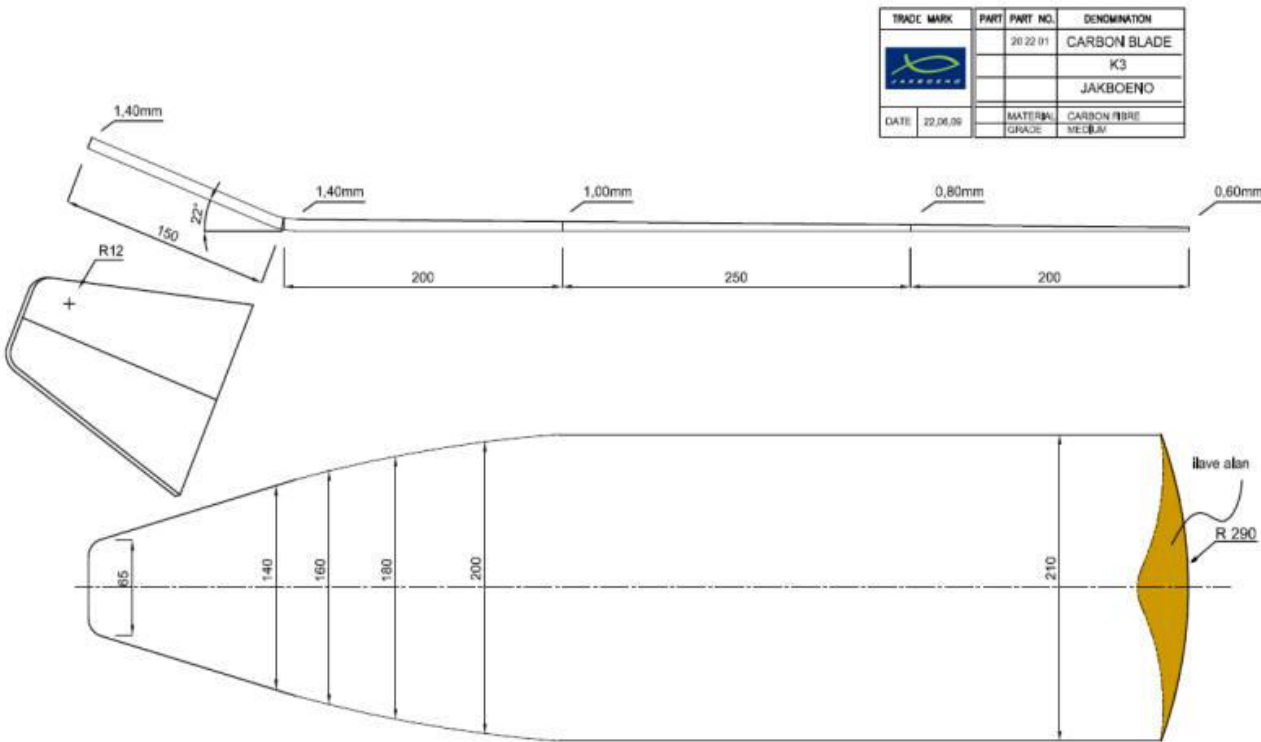 TRADE MARK PART PART NO. DENOMINATION
20 22 01 CARBON BLADE
K3
JAKBOENO
JAKBOENO
DATE 22,06,09 MATERIAL CARBON FIBRE
GRADE MEDIUM
1,40mm
1,40mm 1,00mm 0,80mm 0,60mm
22°
150
200 250 200
R12
ilave alan
R 290
65 140 160 180 200 210